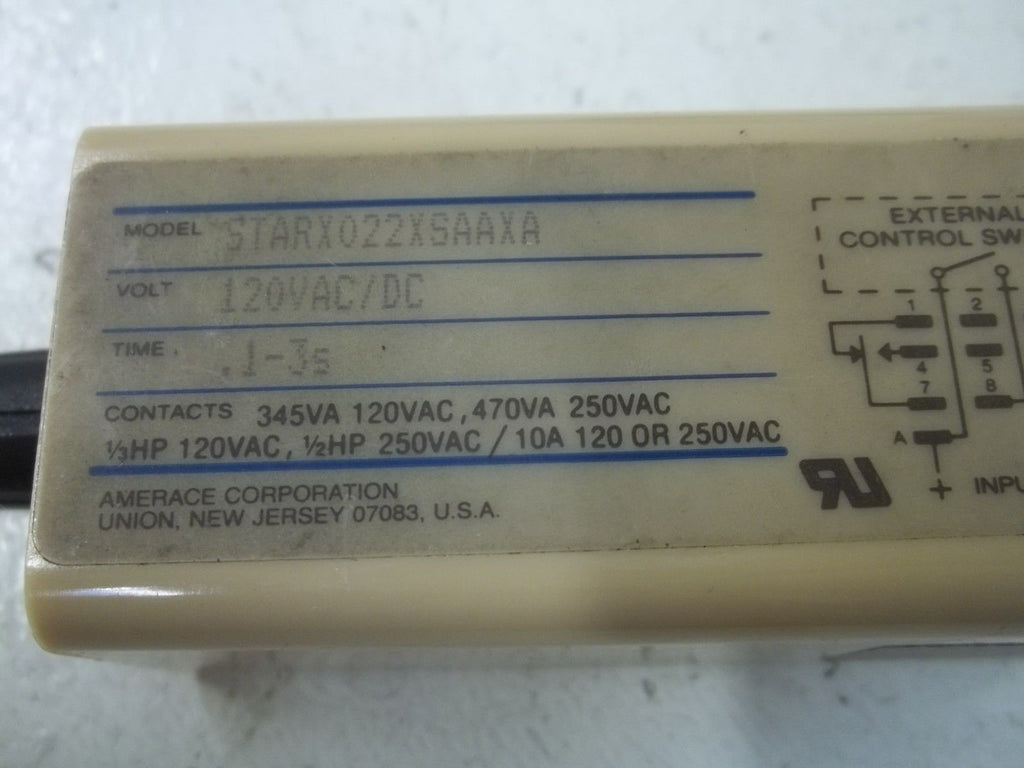 MODEL STARX022XSAAXA
VOLT 120VAC/DC
TIME .1-3s
CONTACTS 345VA 120VAC, 470VA 250VAC
⅓HP 120VAC, ½HP 250VAC / 10A 120 OR 250VAC
AMERACE CORPORATION
UNION, NEW JERSEY 07083, U.S.A.
EXTERNAL
CONTROL SW
1 2
4 5
7 8
A
+ INPU